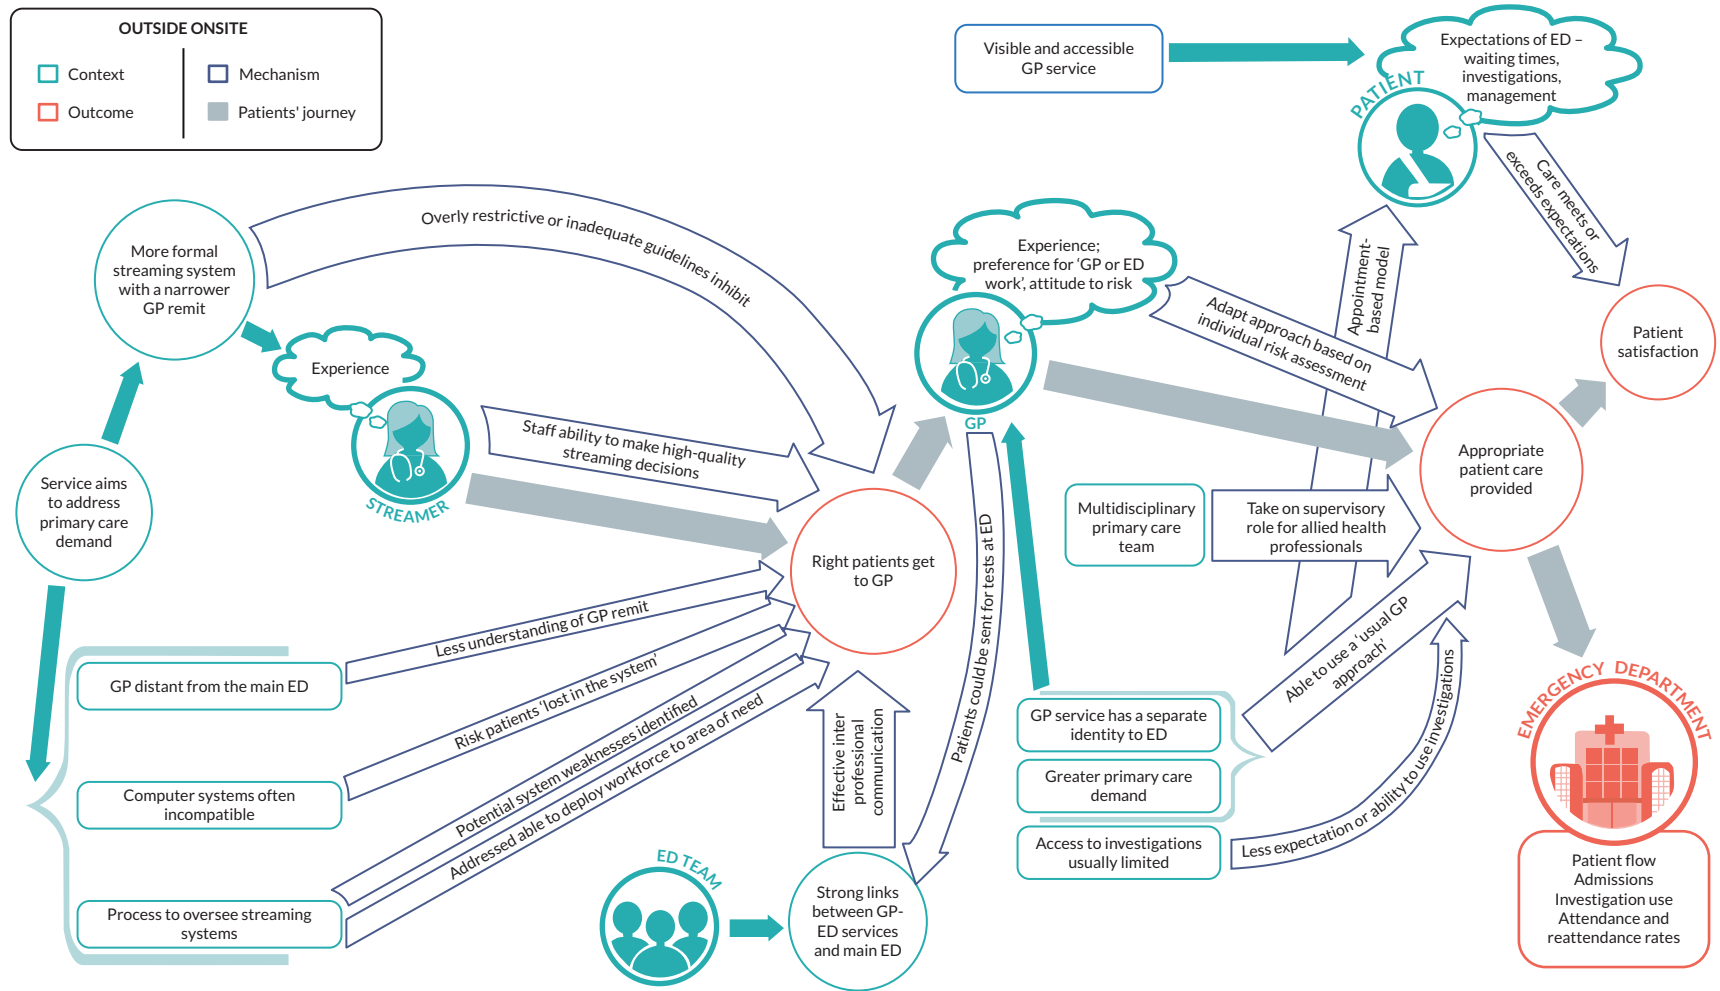 OUTSIDE ONSITE
Context
Outcome
Mechanism
Patients' journey
Visible and accessible
GP service
Expectations of ED –
waiting times,
investigations,
management
PATIENT
Care meets or
exceeds expectations
Patient
satisfaction
More formal
streaming system
with a narrower
GP remit
Overly restrictive or inadequate guidelines inhibit
Experience
STREAMER
Staff ability to make high-quality
streaming decisions
Service aims
to address
primary care
demand
Experience;
preference for ‘GP or ED
work’, attitude to risk
GP
Adapt approach based on
individual risk assessment
Appointment-
based model
Appropriate
patient care
provided
Multidisciplinary
primary care
team
Take on supervisory
role for allied health
professionals
Right patients get
to GP
Patients could be sent for tests at ED
Less understanding of GP remit
GP distant from the main ED
Risk patients ‘lost in the system’
Computer systems often
incompatible
Potential system weaknesses identified
Addressed able to deploy workforce to area of need
Process to oversee streaming
systems
Effective inter
professional
communication
ED TEAM
Strong links
between GP-
ED services
and main ED
GP service has a separate
identity to ED
Greater primary care
demand
Access to investigations
usually limited
Able to use a ‘usual GP
approach’
Less expectation or ability to use investigations
EMERGENCY DEPARTMENT
Patient flow
Admissions
Investigation use
Attendance and
reattendance rates